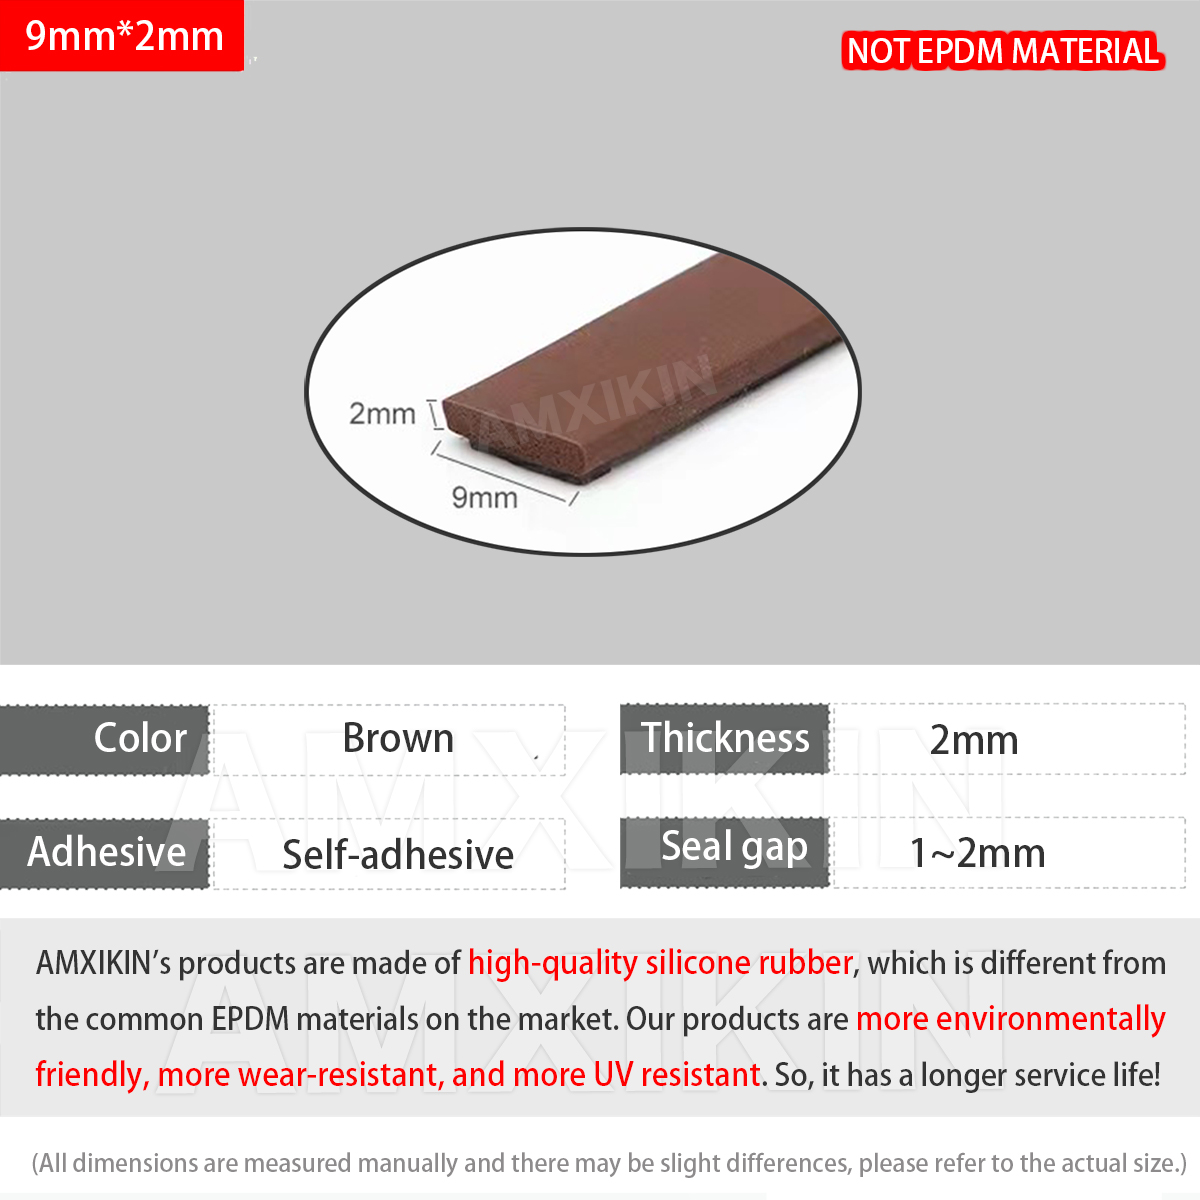 9mm*2mm
NOT EPDM MATERIAL
AMXIKIN
2mm
9mm
Color
Brown
Thickness
2mm
AMXIKIN
Adhesive
Self-adhesive
Seal gap
1~2mm
AMXIKIN’s products are made of high-quality silicone rubber, which is different from
the common EPDM materials on the market. Our products are more environmentally
friendly, more wear-resistant, and more UV resistant. So, it has a longer service life!
AMXIKIN
(All dimensions are measured manually and there may be slight differences, please refer to the actual size.)